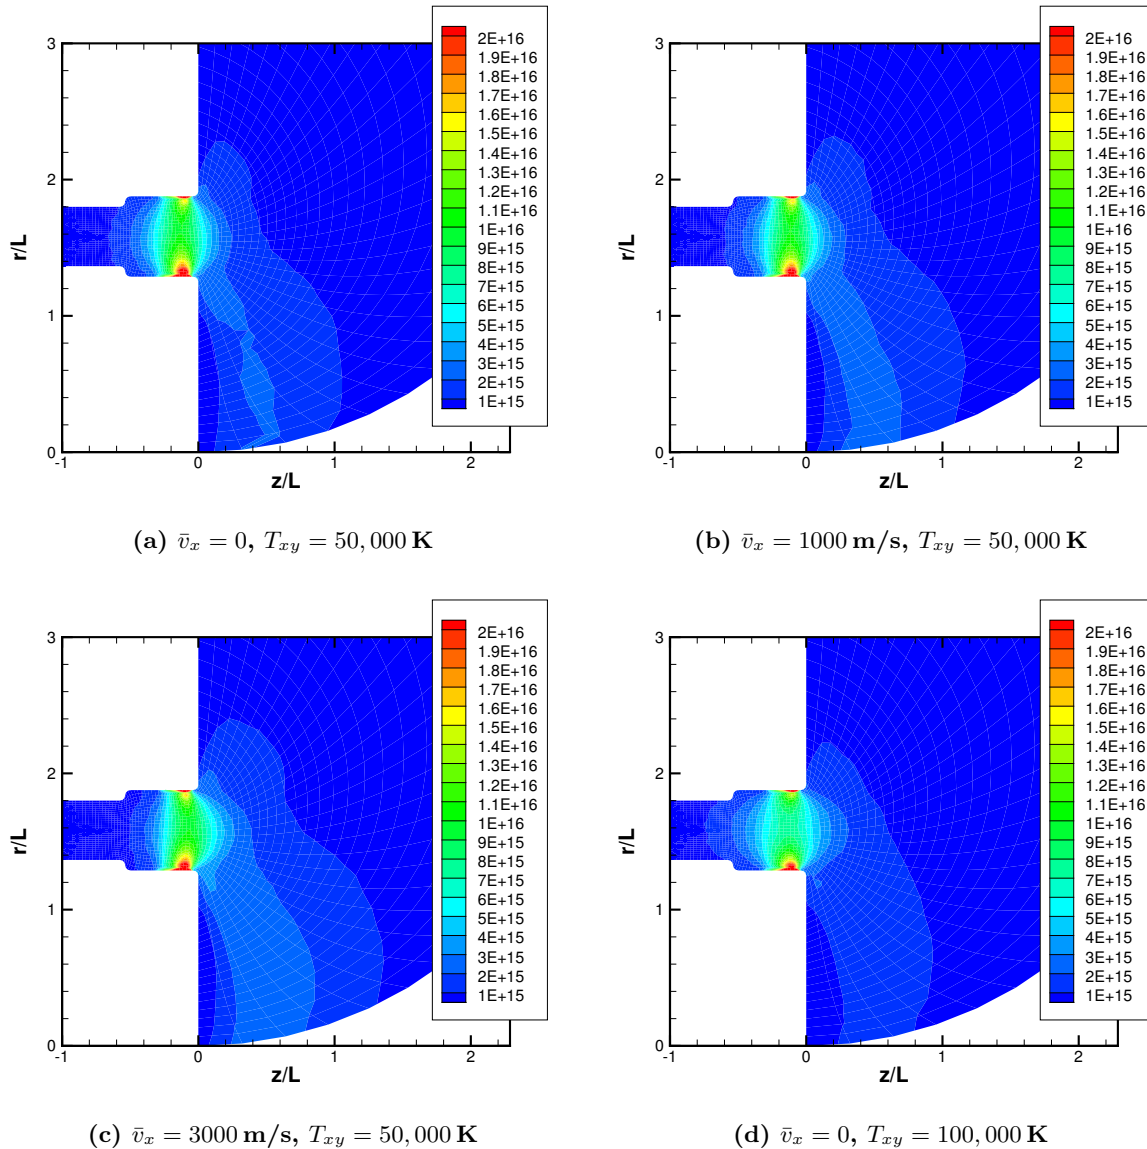 2E+16
1.9E+16
1.8E+16
1.7E+16
1.6E+16
1.5E+16
1.4E+16
1.3E+16
1.2E+16
1.1E+16
1E+16
9E+15
8E+15
7E+15
6E+15
5E+15
4E+15
3E+15
2E+15
1E+15
3
2
1
0
r/L
-1 0 1 2
z/L
(a) v̄ₓ = 0, Tₓᵧ = 50,000 K
2E+16
1.9E+16
1.8E+16
1.7E+16
1.6E+16
1.5E+16
1.4E+16
1.3E+16
1.2E+16
1.1E+16
1E+16
9E+15
8E+15
7E+15
6E+15
5E+15
4E+15
3E+15
2E+15
1E+15
3
2
1
0
r/L
-1 0 1 2
z/L
(b) v̄ₓ = 1000 m/s, Tₓᵧ = 50,000 K
2E+16
1.9E+16
1.8E+16
1.7E+16
1.6E+16
1.5E+16
1.4E+16
1.3E+16
1.2E+16
1.1E+16
1E+16
9E+15
8E+15
7E+15
6E+15
5E+15
4E+15
3E+15
2E+15
1E+15
3
2
1
0
r/L
-1 0 1 2
z/L
(c) v̄ₓ = 3000 m/s, Tₓᵧ = 50,000 K
2E+16
1.9E+16
1.8E+16
1.7E+16
1.6E+16
1.5E+16
1.4E+16
1.3E+16
1.2E+16
1.1E+16
1E+16
9E+15
8E+15
7E+15
6E+15
5E+15
4E+15
3E+15
2E+15
1E+15
3
2
1
0
r/L
-1 0 1 2
z/L
(d) v̄ₓ = 0, Tₓᵧ = 100,000 K